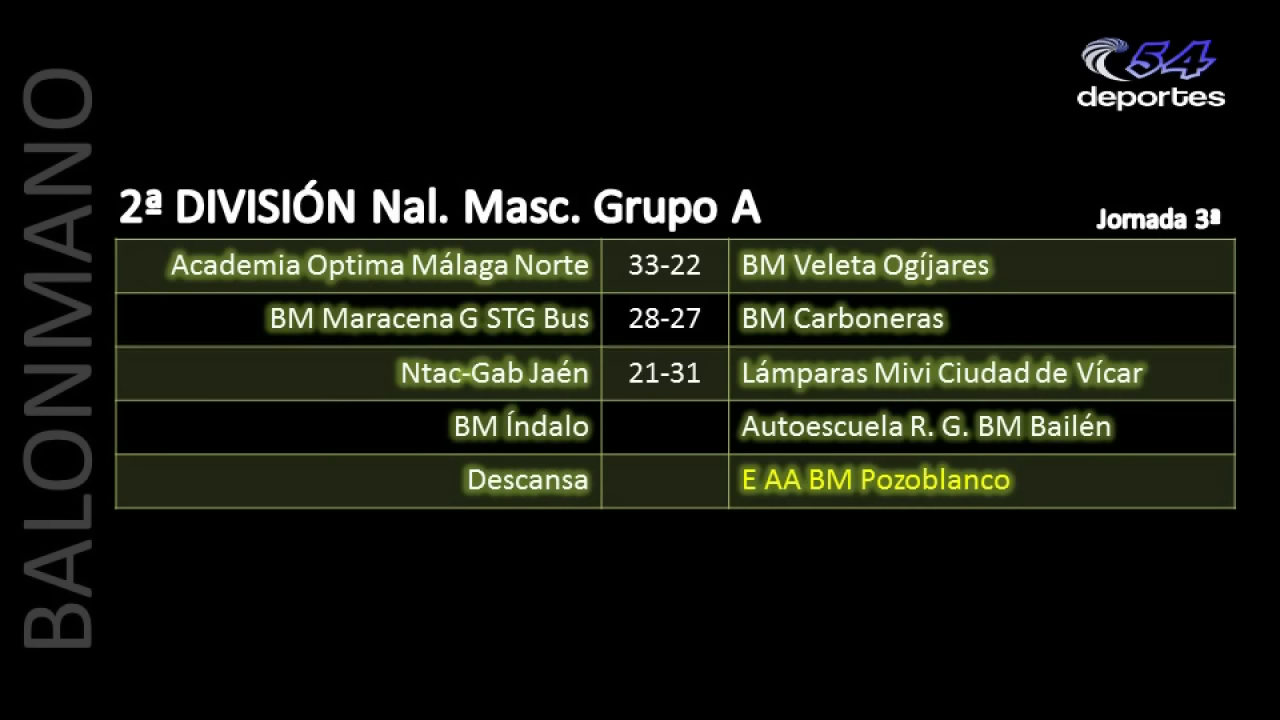 54
deportes
BALONMANO
2ª DIVISIÓN Nal. Masc. Grupo A
Jornada 3ª
Academia Optima Málaga Norte 33-22 BM Veleta Ogíjares
BM Maracena G STG Bus 28-27 BM Carboneras
Ntac-Gab Jaén 21-31 Lámparas Mivi Ciudad de Vícar
BM Índalo Autoescuela R. G. BM Bailén
Descansa E AA BM Pozoblanco